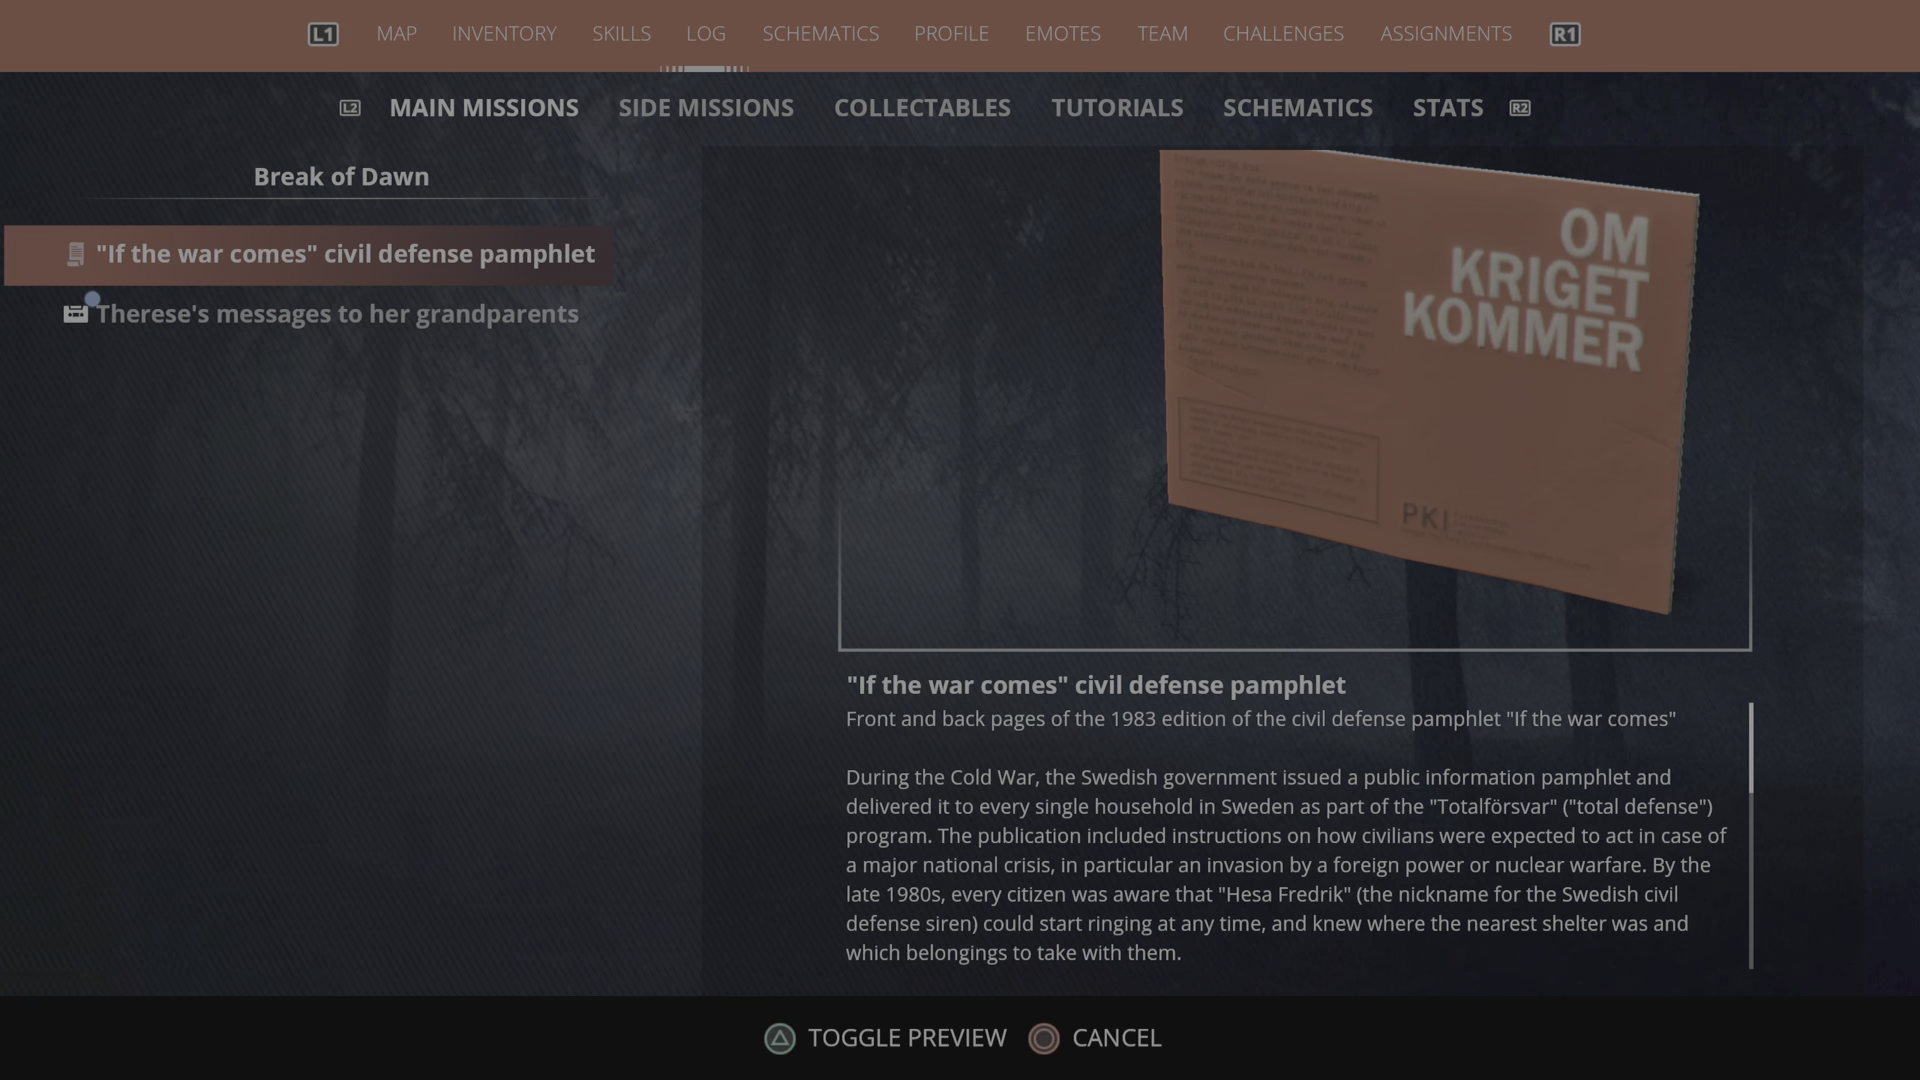 L1 MAP INVENTORY SKILLS LOG SCHEMATICS PROFILE EMOTES TEAM CHALLENGES ASSIGNMENTS R1
L2 MAIN MISSIONS SIDE MISSIONS COLLECTABLES TUTORIALS SCHEMATICS STATS R2
Break of Dawn
"If the war comes" civil defense pamphlet
Therese's messages to her grandparents
OM
KRIGET
KOMMER
PKI
"If the war comes" civil defense pamphlet
Front and back pages of the 1983 edition of the civil defense pamphlet "If the war comes"
During the Cold War, the Swedish government issued a public information pamphlet and
delivered it to every single household in Sweden as part of the "Totalförsvar" ("total defense")
program. The publication included instructions on how civilians were expected to act in case of
a major national crisis, in particular an invasion by a foreign power or nuclear warfare. By the
late 1980s, every citizen was aware that "Hesa Fredrik" (the nickname for the Swedish civil
defense siren) could start ringing at any time, and knew where the nearest shelter was and
which belongings to take with them.
TOGGLE PREVIEW CANCEL